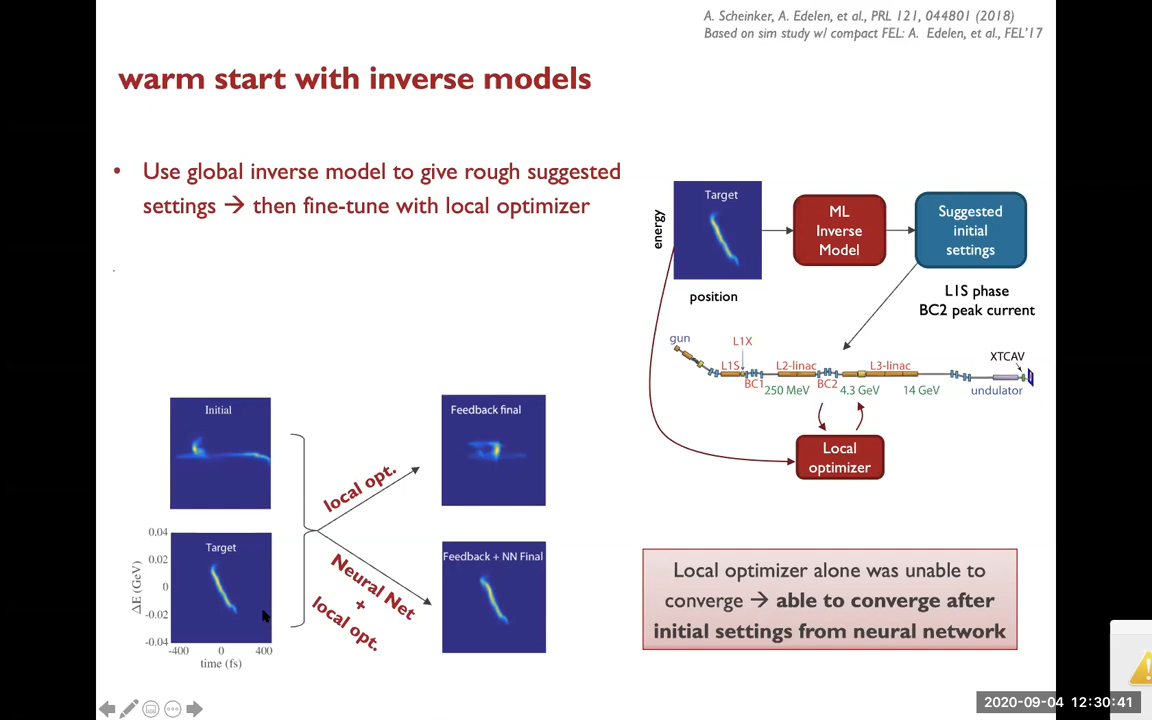 A. Scheinker, A. Edelen, et al., PRL 121, 044801 (2018)
Based on sim study w/ compact FEL: A. Edelen, et al., FEL'17
warm start with inverse models
• Use global inverse model to give rough suggested
settings → then fine-tune with local optimizer
energy
Target
position
ML
Inverse
Model
Suggested
initial
settings
L1S phase
BC2 peak current
gun
L1X
L1S
BC1
L2-linac
250 MeV
BC2
L3-linac
4.3 GeV
14 GeV
XTCAV
undulator
Local
optimizer
Initial
Target
ΔE (GeV)
0.04
0.02
0
-0.02
-0.04
-400 0 400
time (fs)
local opt.
Neural Net
+
local opt.
Feedback final
Feedback + NN Final
Local optimizer alone was unable to
converge → able to converge after
initial settings from neural network
2020-09-04 12:30:41